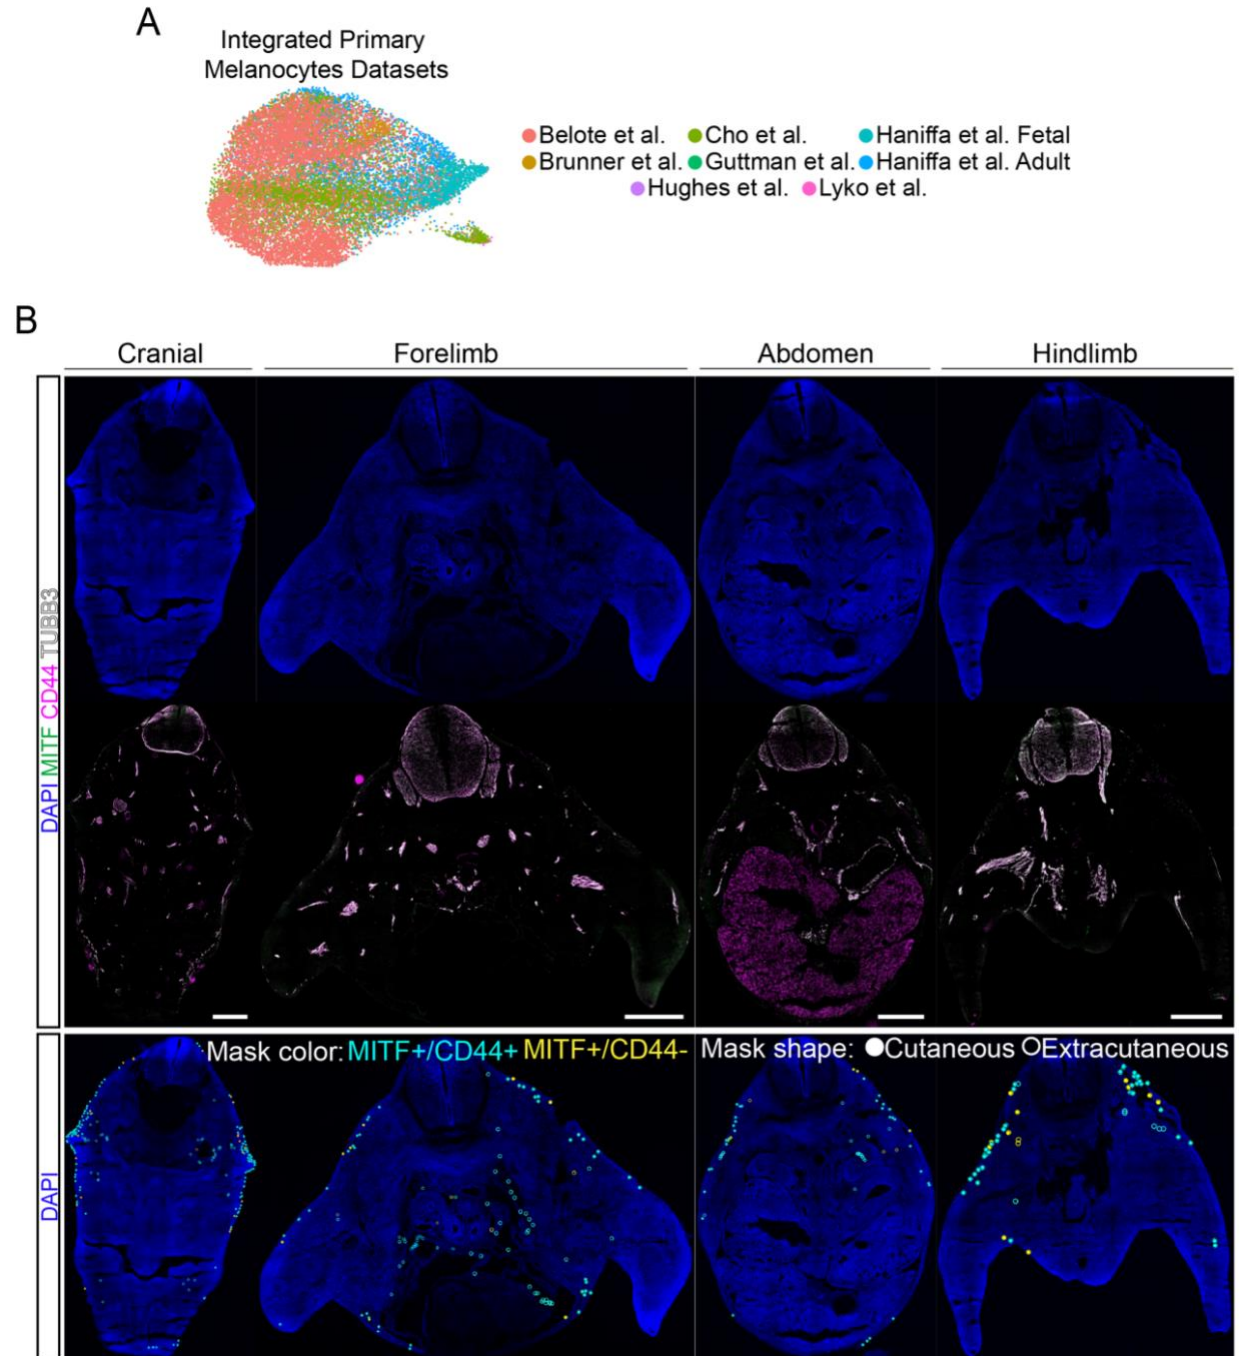 A
Integrated Primary
Melanocytes Datasets
Belote et al. Cho et al. Haniffa et al. Fetal
Brunner et al. Guttman et al. Haniffa et al. Adult
Hughes et al. Lyko et al.
B
Cranial Forelimb Abdomen Hindlimb
DAPI MITF CD44 TUBB3
Mask color: MITF+/CD44+ MITF+/CD44- Mask shape: Cutaneous Extracutaneous
DAPI